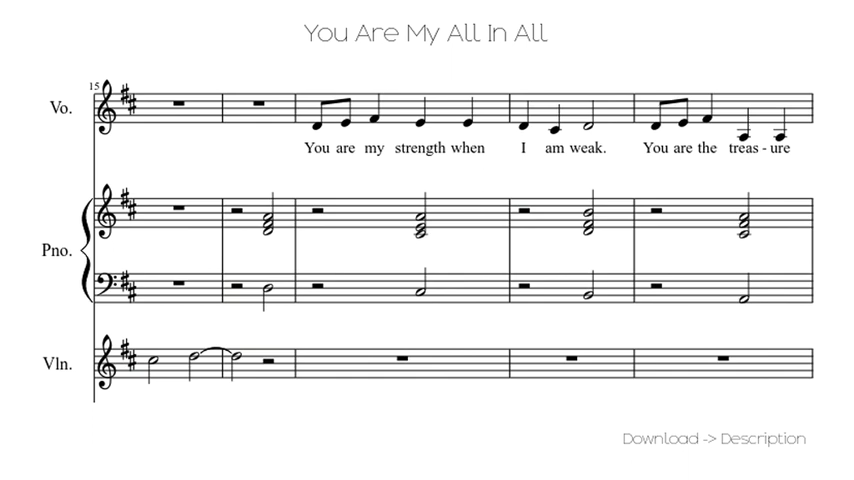 You Are My All In All
15
Vo.
You are my strength when I am weak. You are the treas - ure
Pno.
Vln.
Download -> Description